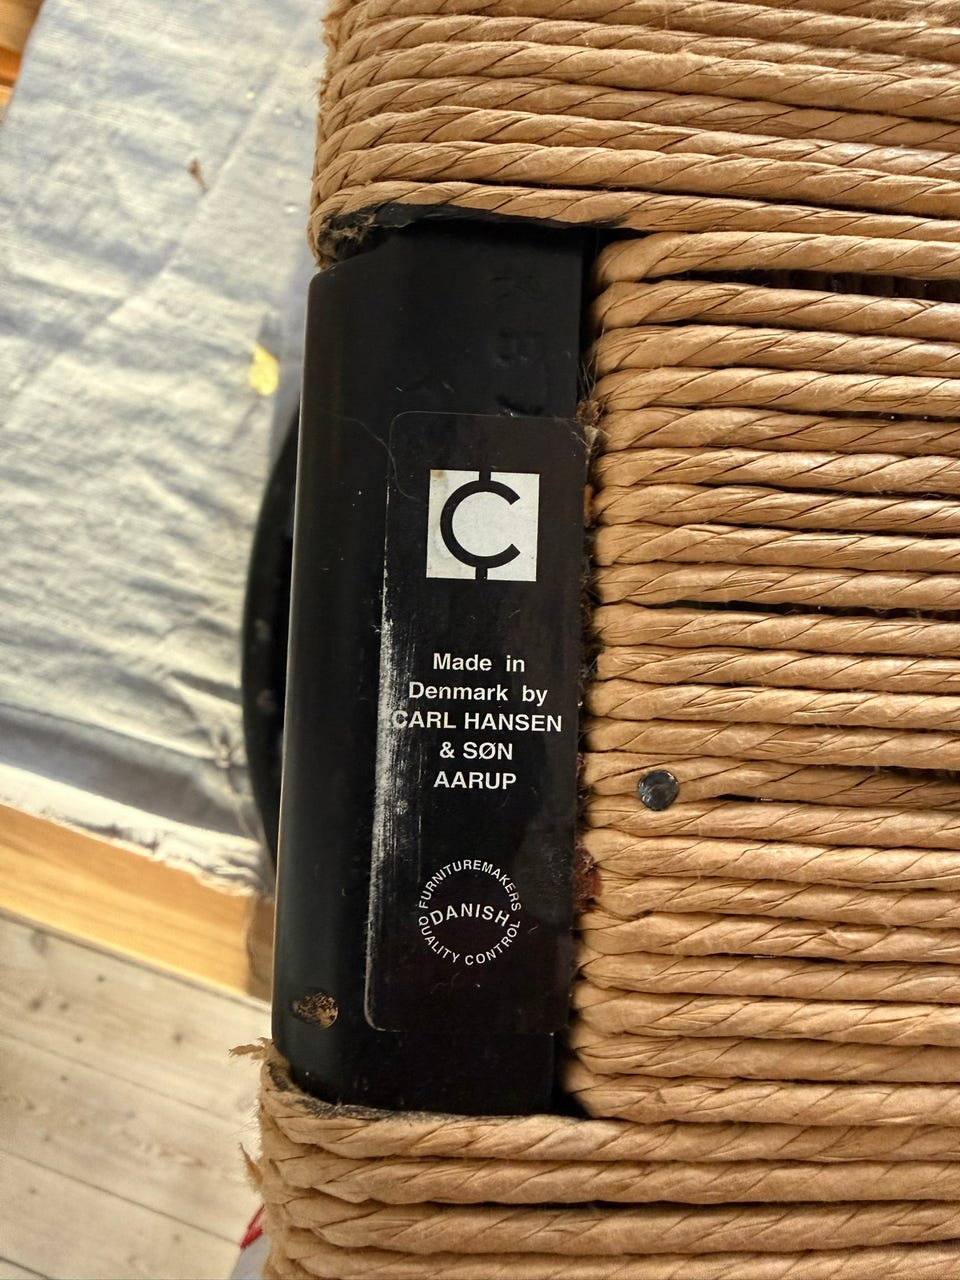 Made in
Denmark by
CARL HANSEN
& SØN
AARUP
FURNITUREMAKERS
DANISH
QUALITY CONTROL